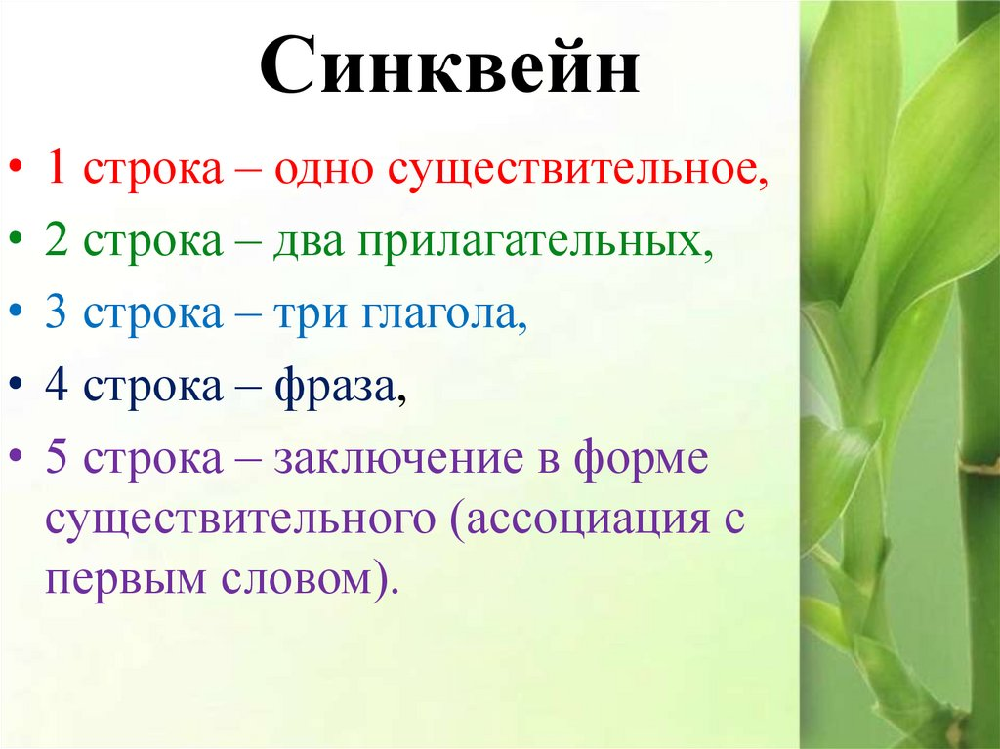 Синквейн
• 1 строка – одно существительное,
• 2 строка – два прилагательных,
• 3 строка – три глагола,
• 4 строка – фраза,
• 5 строка – заключение в форме
существительного (ассоциация с
первым словом).